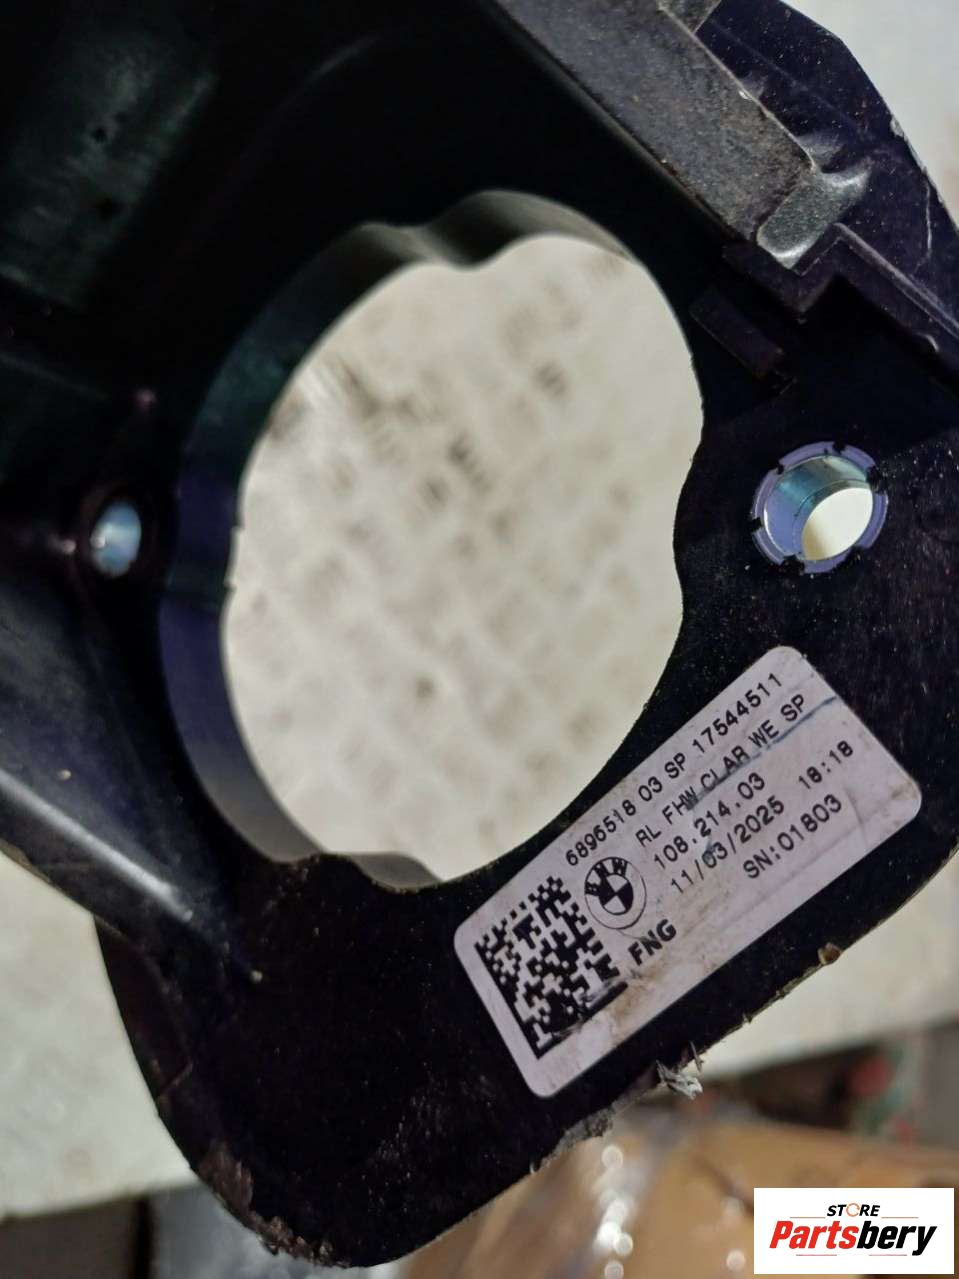 6896518 03 SP 17544511
RL FHW CLAR WE SP
108.214.03
11/03/2025 18:18
SN:01803
BMW
FNG
STORE
Partsbery